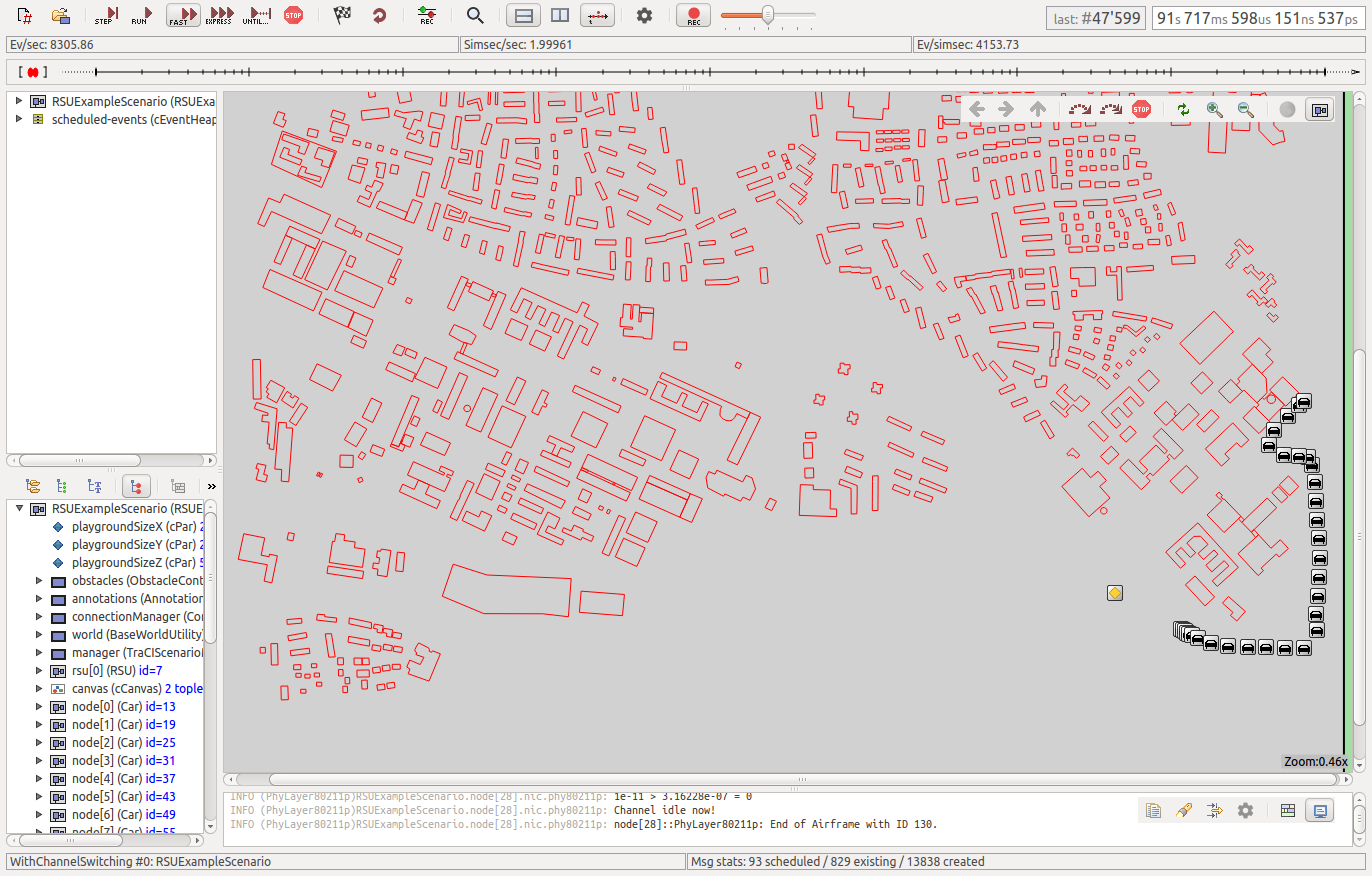 STEP
RUN
FAST
EXPRESS
UNTIL...
STOP
REC
REC
last: #47'599
91s 717ms 598us 151ns 537ps
Ev/sec: 8305.86
Simsec/sec: 1.99961
Ev/simsec: 4153.73
RSUExampleScenario (RSUExa
scheduled-events (cEventHeap
STOP
RSUExampleScenario (RSUE
playgroundSizeX (cPar) 2
playgroundSizeY (cPar) 2
playgroundSizeZ (cPar) 5
obstacles (ObstacleCont
annotations (Annotation
connectionManager (Cor
world (BaseWorldUtility)
manager (TraCIScenarioM
rsu[0] (RSU) id=7
canvas (cCanvas) 2 tople
node[0] (Car) id=13
node[1] (Car) id=19
node[2] (Car) id=25
node[3] (Car) id=31
node[4] (Car) id=37
node[5] (Car) id=43
node[6] (Car) id=49
node[7] (Car) id=55
Zoom:0.46x
INFO (PhyLayer80211p)RSUExampleScenario.node[28].nic.phy80211p: 1e-11 > 3.16228e-07 = 0
INFO (PhyLayer80211p)RSUExampleScenario.node[28].nic.phy80211p: Channel idle now!
INFO (PhyLayer80211p)RSUExampleScenario.node[28].nic.phy80211p: node[28]::PhyLayer80211p: End of Airframe with ID 130.
WithChannelSwitching #0: RSUExampleScenario
Msg stats: 93 scheduled / 829 existing / 13838 created